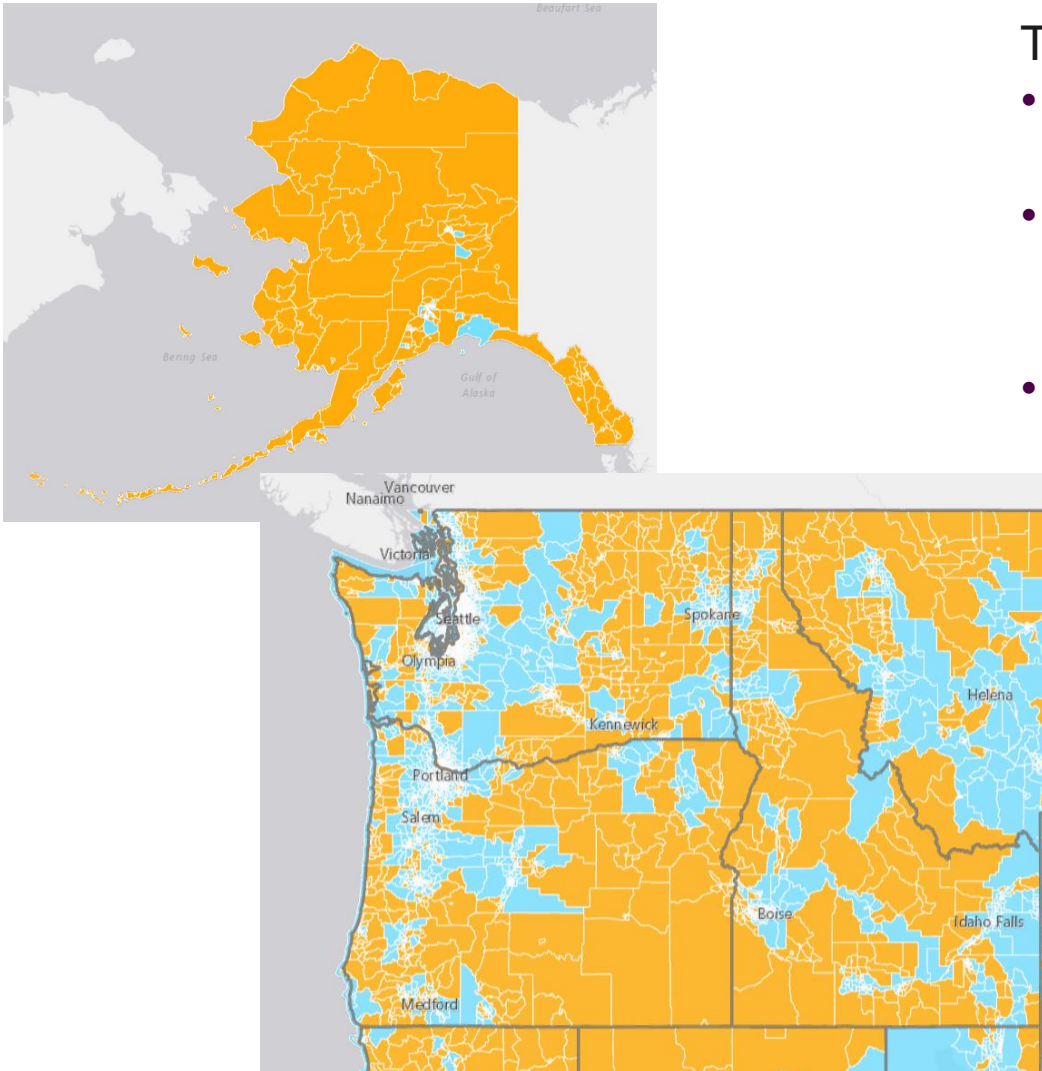 Beaufort Sea
T
Bering Sea
Gulf of
Alaska
Vancouver
Nanaimo
Victoria
Seattle
Spokane
Olympia
Helena
Kennewick
Portland
Salem
Boise
Idaho Falls
Medford